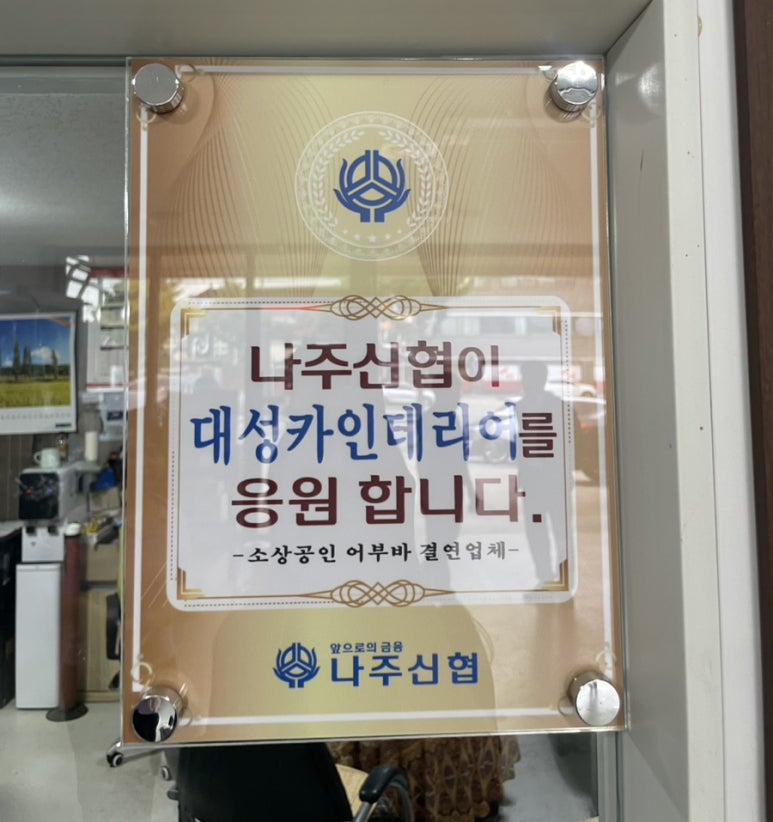 나주신협이
대성카인테리어를
응원 합니다.
-소상공인 어부바 결연업체-
앞으로의 금융
나주신협